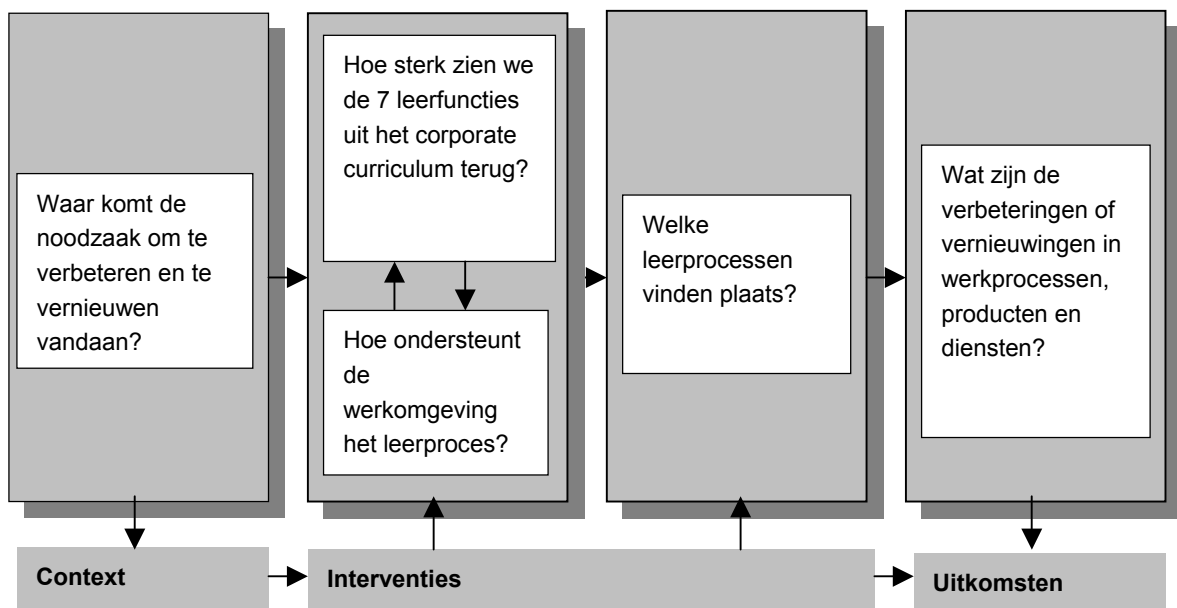 Waar komt de
noodzaak om te
verbeteren en te
vernieuwen
vandaan?
Hoe sterk zien we
de 7 leerfuncties
uit het corporate
curriculum terug?
Hoe ondersteunt
de
werkomgeving
het leerproces?
Welke
leerprocessen
vinden plaats?
Wat zijn de
verbeteringen of
vernieuwingen in
werkprocessen,
producten en
diensten?
Context
Interventies
Uitkomsten